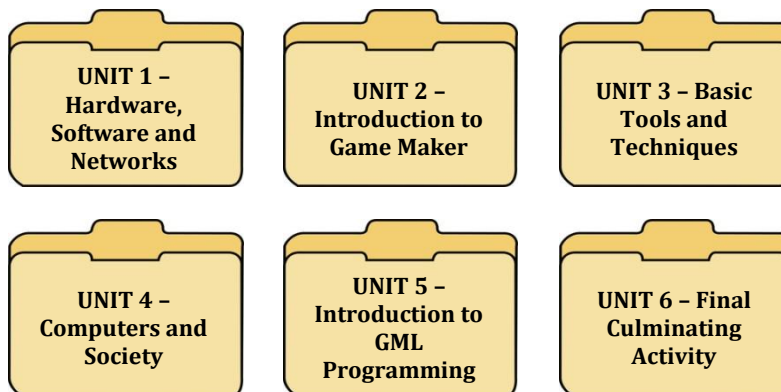 UNIT 1 –
Hardware,
Software and
Networks
UNIT 2 –
Introduction to
Game Maker
UNIT 3 – Basic
Tools and
Techniques
UNIT 4 –
Computers and
Society
UNIT 5 –
Introduction to
GML
Programming
UNIT 6 – Final
Culminating
Activity